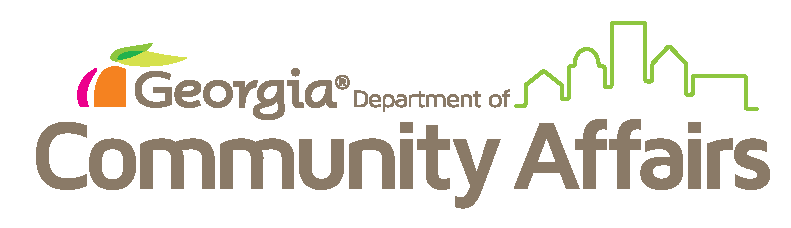 Georgia® Department of
Community Affairs